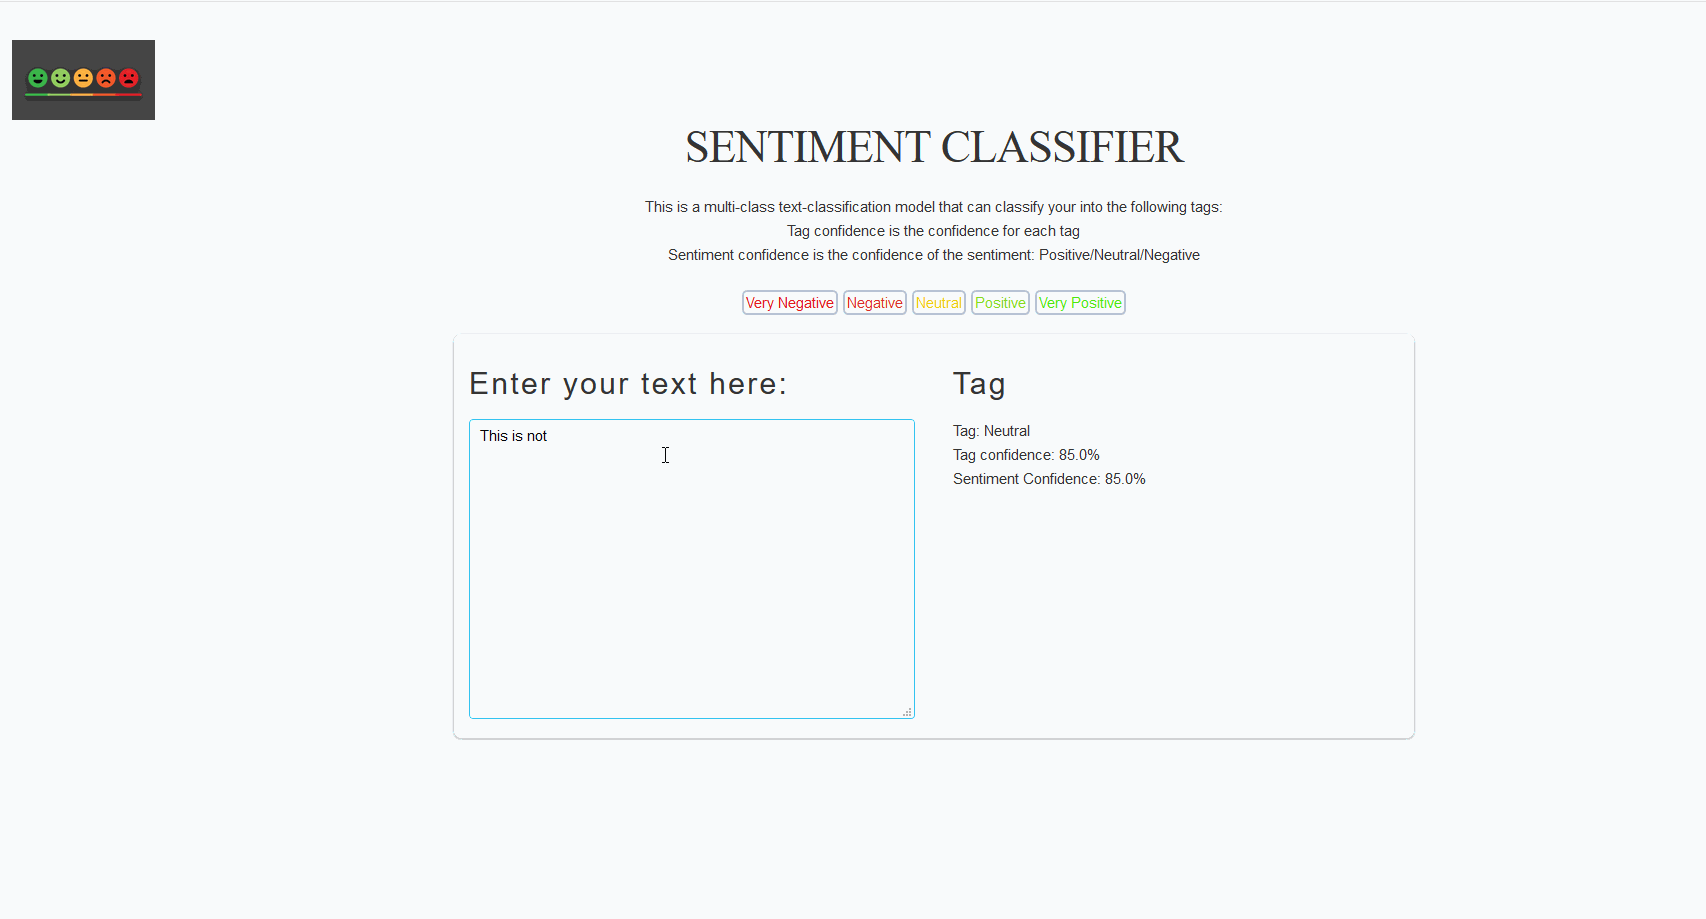 SENTIMENT CLASSIFIER
This is a multi-class text-classification model that can classify your into the following tags:
Tag confidence is the confidence for each tag
Sentiment confidence is the confidence of the sentiment: Positive/Neutral/Negative
Very Negative Negative Neutral Positive Very Positive
Enter your text here:
This is not
Tag
Tag: Neutral
Tag confidence: 85.0%
Sentiment Confidence: 85.0%